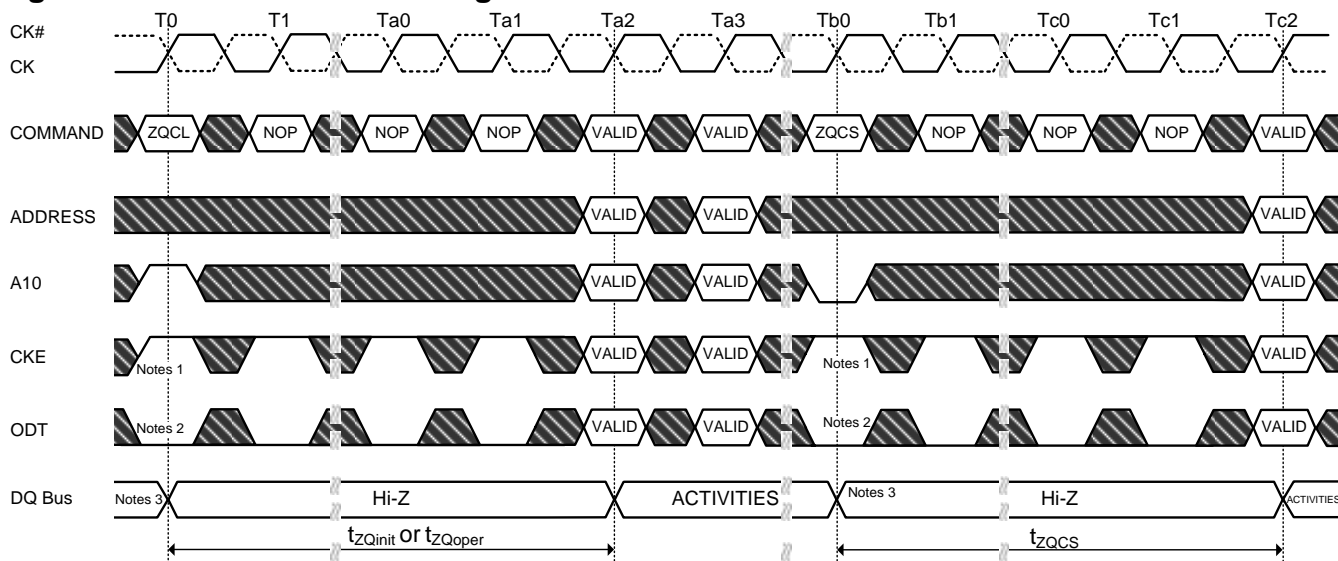 T0 T1 Ta0 Ta1 Ta2 Ta3 Tb0 Tb1 Tc0 Tc1 Tc2
CK#
CK
COMMAND ZQCL NOP NOP NOP VALID VALID ZQCS NOP NOP NOP VALID
ADDRESS VALID VALID VALID
A10 VALID VALID VALID
CKE Notes 1 VALID VALID Notes 1 VALID
ODT Notes 2 VALID VALID Notes 2 VALID
DQ Bus Notes 3 Hi-Z ACTIVITIES Notes 3 Hi-Z ACTIVITIES
tZQinit or tZQoper tZQCS